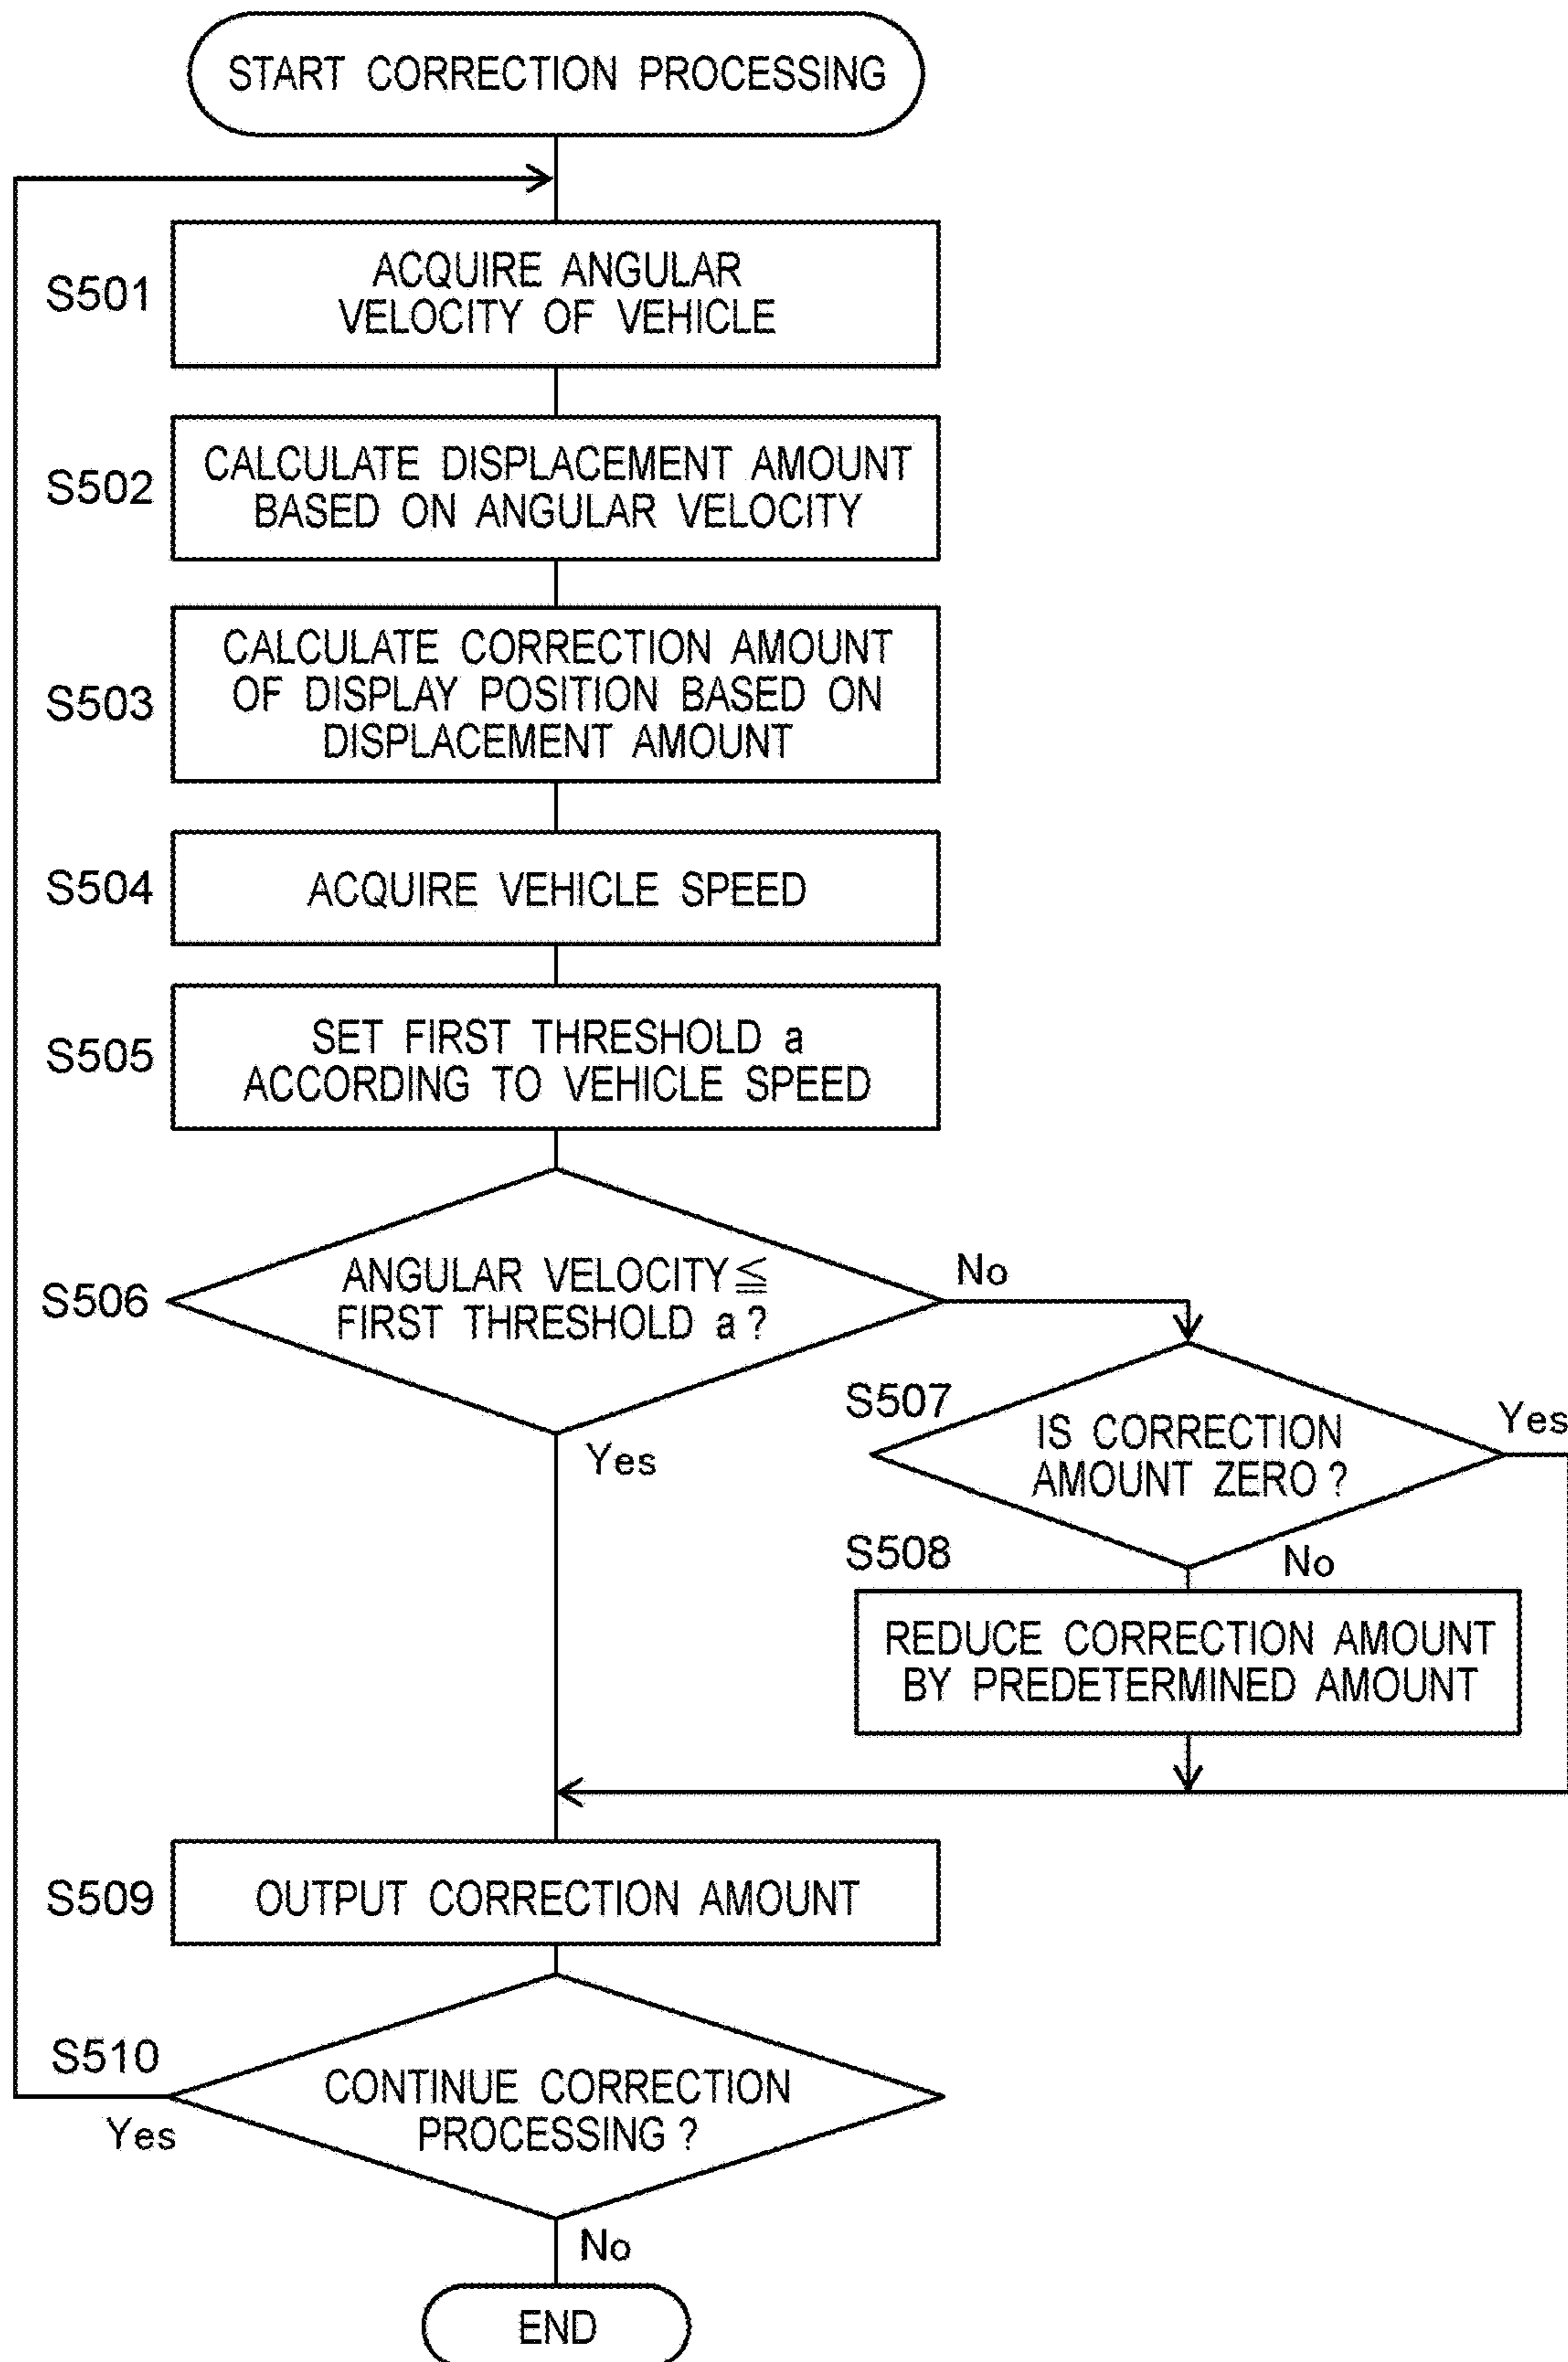 START CORRECTION PROCESSING
S501
ACQUIRE ANGULAR
VELOCITY OF VEHICLE
S502
CALCULATE DISPLACEMENT AMOUNT
BASED ON ANGULAR VELOCITY
S503
CALCULATE CORRECTION AMOUNT
OF DISPLAY POSITION BASED ON
DISPLACEMENT AMOUNT
S504
ACQUIRE VEHICLE SPEED
S505
SET FIRST THRESHOLD a
ACCORDING TO VEHICLE SPEED
S506
ANGULAR VELOCITY≦
FIRST THRESHOLD a?
No
Yes
S507
IS CORRECTION
AMOUNT ZERO?
Yes
No
S508
REDUCE CORRECTION AMOUNT
BY PREDETERMINED AMOUNT
S509
OUTPUT CORRECTION AMOUNT
S510
CONTINUE CORRECTION
PROCESSING?
Yes
No
END